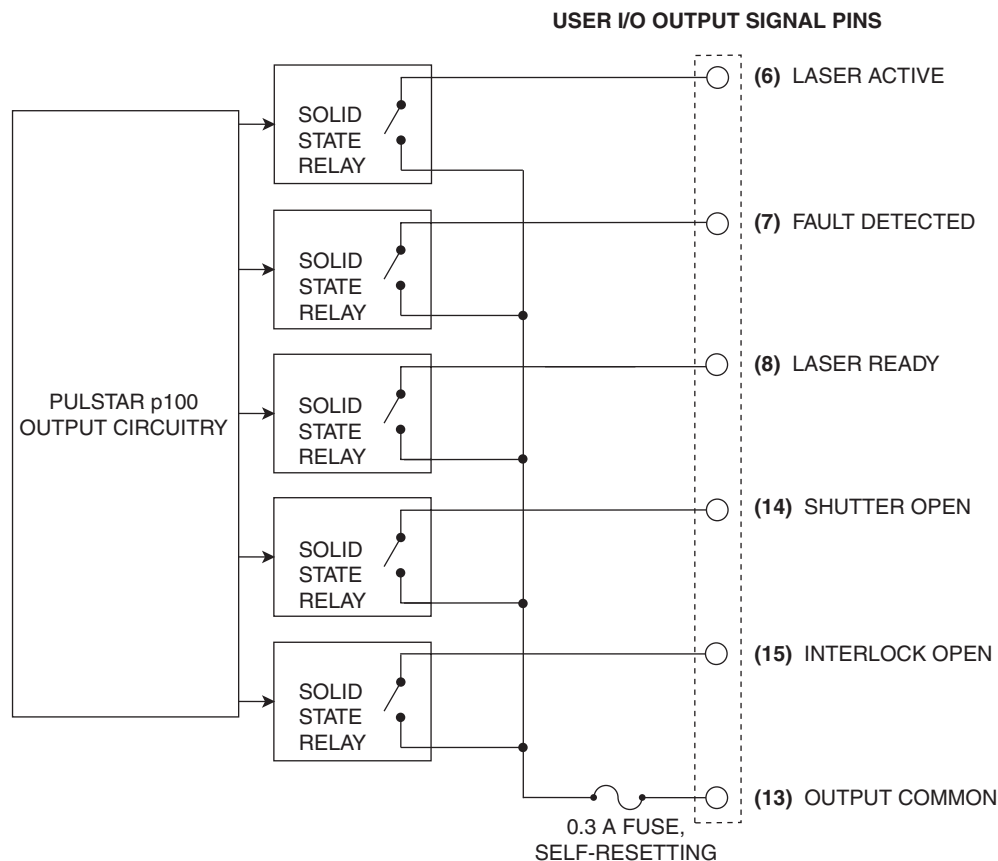 USER I/O OUTPUT SIGNAL PINS
SOLID
STATE
RELAY
(6) LASER ACTIVE
SOLID
STATE
RELAY
(7) FAULT DETECTED
PULSTAR p100
OUTPUT CIRCUITRY
SOLID
STATE
RELAY
(8) LASER READY
SOLID
STATE
RELAY
(14) SHUTTER OPEN
SOLID
STATE
RELAY
(15) INTERLOCK OPEN
(13) OUTPUT COMMON
0.3 A FUSE,
SELF-RESETTING